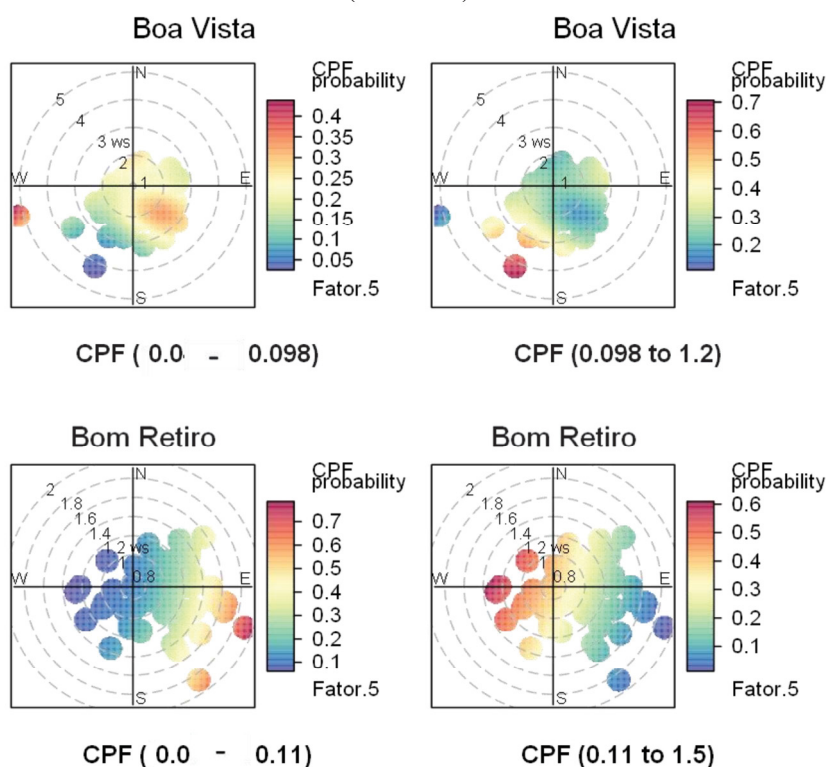 Boa Vista
Boa Vista
CPF
probability
N
5
4
3 ws
2
1
W
E
S
0.4
0.35
0.3
0.25
0.2
0.15
0.1
0.05
Fator.5
CPF
probability
N
5
4
3 ws
2
1
W
E
S
0.7
0.6
0.5
0.4
0.3
0.2
Fator.5
CPF ( 0.0 - 0.098)
CPF (0.098 to 1.2)
Bom Retiro
Bom Retiro
CPF
probability
N
2
1.8
1.6
1.4
1.2 ws
1
0.8
W
E
S
0.7
0.6
0.5
0.4
0.3
0.2
0.1
Fator.5
CPF
probability
N
2
1.8
1.6
1.4
1.2 ws
1
0.8
W
E
S
0.6
0.5
0.4
0.3
0.2
0.1
Fator.5
CPF ( 0.0 - 0.11)
CPF (0.11 to 1.5)